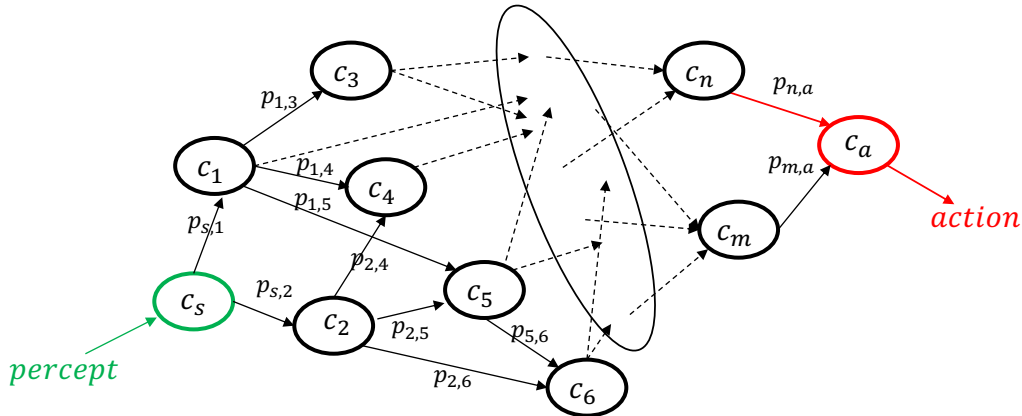 c₃
cₙ
pₙ,ₐ
p₁,₃
cₐ
c₁
p₁,₄
c₄
pₘ,ₐ
p₁,₅
action
pₛ,₁
cₘ
p₂,₄
pₛ,₂
c₅
cₛ
c₂
p₂,₅
p₅,₆
percept
p₂,₆
c₆